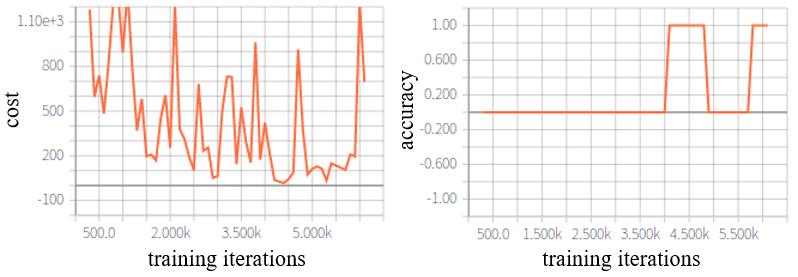 1.10e+3
800
500
200
-100
cost
500.0 2.000k 3.500k 5.000k
training iterations
1.00
0.600
0.200
-0.200
-0.600
-1.00
accuracy
500.0 1.500k 2.500k 3.500k 4.500k 5.500k
training iterations